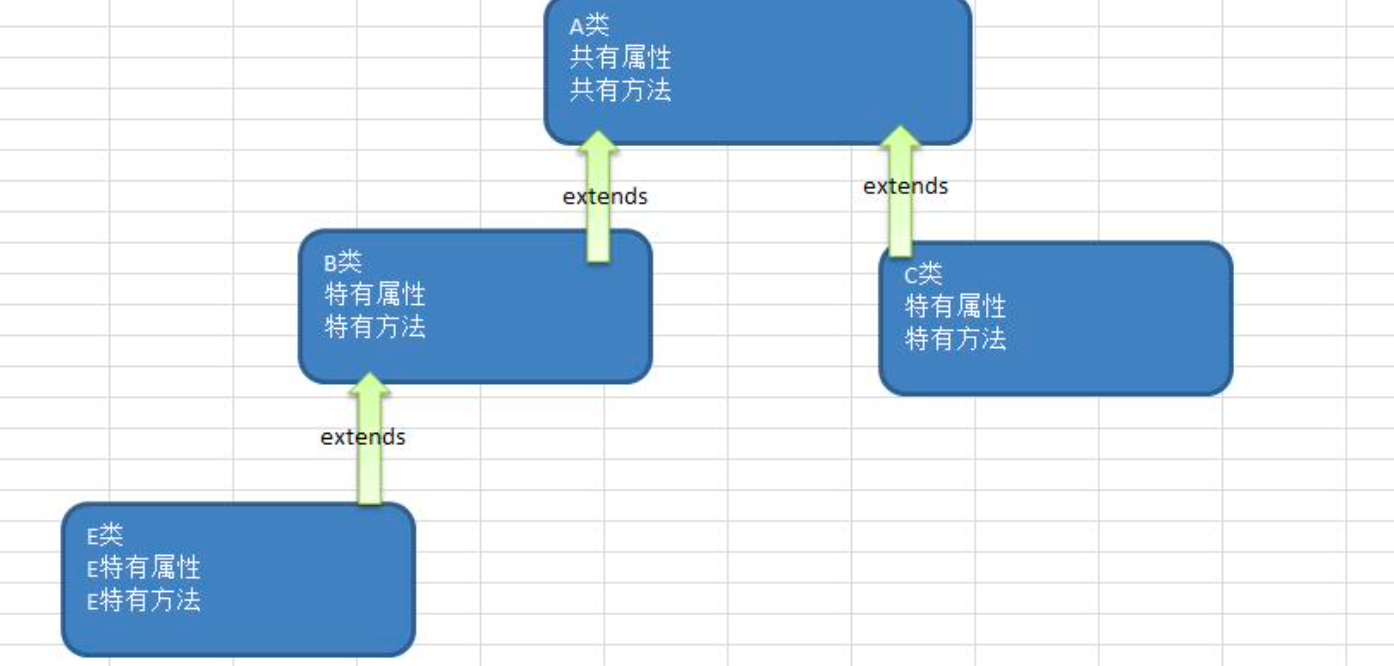 A类
共有属性
共有方法
extends
extends
B类
特有属性
特有方法
C类
特有属性
特有方法
extends
E类
E特有属性
E特有方法